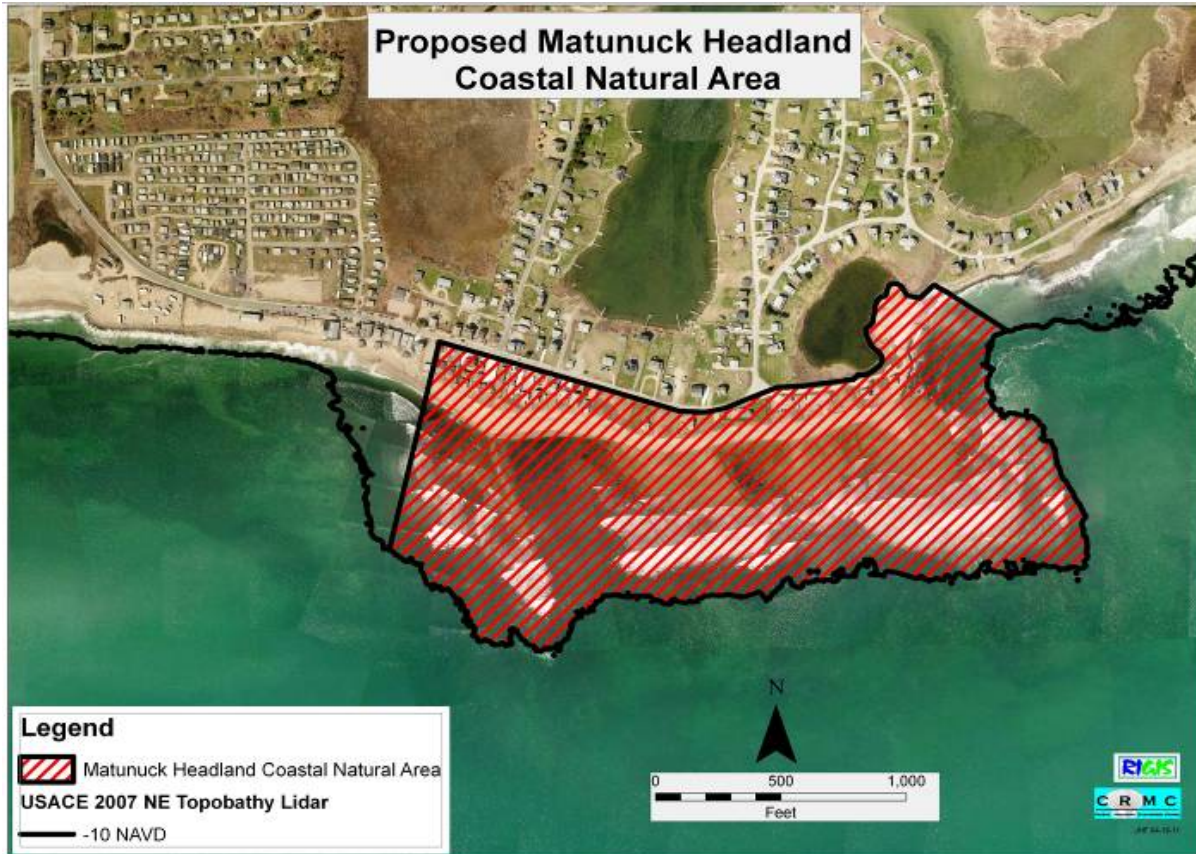 Proposed Matunuck Headland
Coastal Natural Area
N
0 500 1,000
Feet
Legend
Matunuck Headland Coastal Natural Area
USACE 2007 NE Topobathy Lidar
-10 NAVD
RIGIS
CRMC